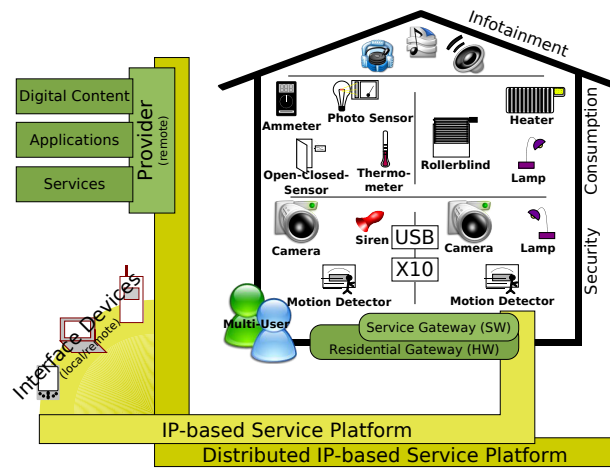 Infotainment
Digital Content
Applications
Services
Provider
(remote)
Ammeter
Photo Sensor
Heater
Open-Closed-
Sensor
Thermo-
meter
Rollerblind
Lamp
Consumption
Camera
Siren
USB
Camera
Lamp
X10
Security
Motion Detector
Motion Detector
Interface Devices
(local/remote)
Multi-User
Service Gateway (SW)
Residential Gateway (HW)
IP-based Service Platform
Distributed IP-based Service Platform